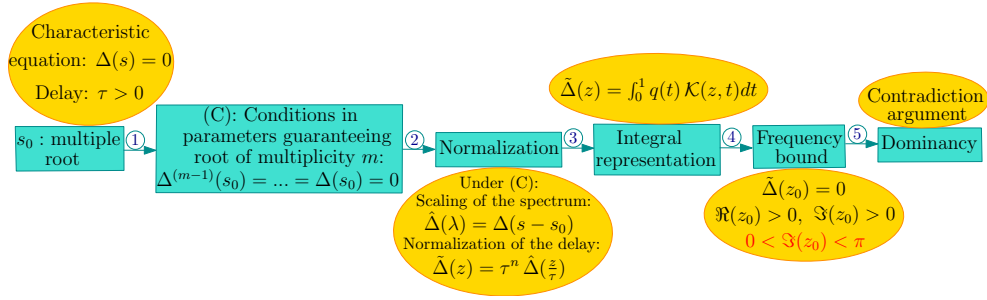 Characteristic
equation: Δ(s) = 0
Delay: τ > 0
s₀ : multiple
root
1
(C): Conditions in
parameters guaranteeing
root of multiplicity m:
Δ⁽ᵐ⁻¹⁾(s₀) = ... = Δ(s₀) = 0
2
Normalization
Under (C):
Scaling of the spectrum:
Δ̂(λ) = Δ(s − s₀)
Normalization of the delay:
Δ̃(z) = τⁿ Δ̂(z/τ)
3
Δ̃(z) = ∫₀¹ q(t) 𝒦(z, t)dt
Integral
representation
4
Frequency
bound
Δ̃(z₀) = 0
ℜ(z₀) > 0, ℑ(z₀) > 0
0 < ℑ(z₀) < π
5
Contradiction
argument
Dominancy